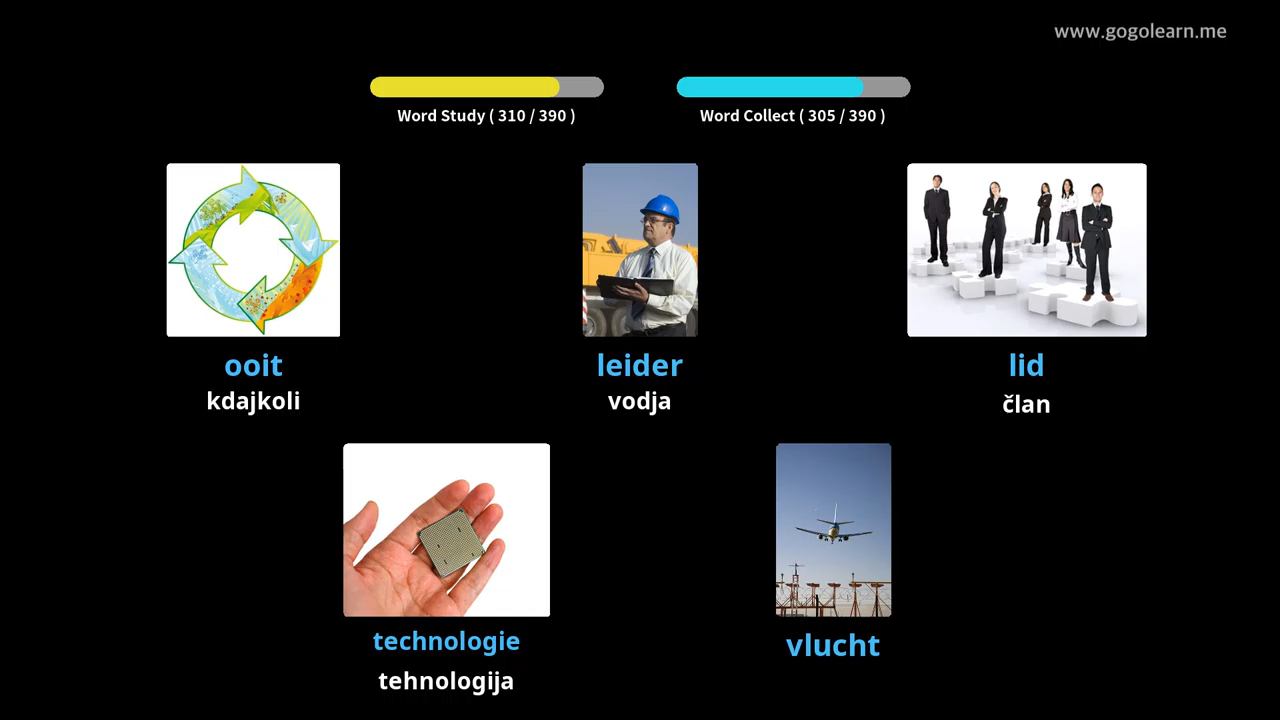 www.gogolearn.me
Word Study ( 310 / 390 )
Word Collect ( 305 / 390 )
ooit
kdajkoli
leider
vodja
lid
član
technologie
tehnologija
vlucht